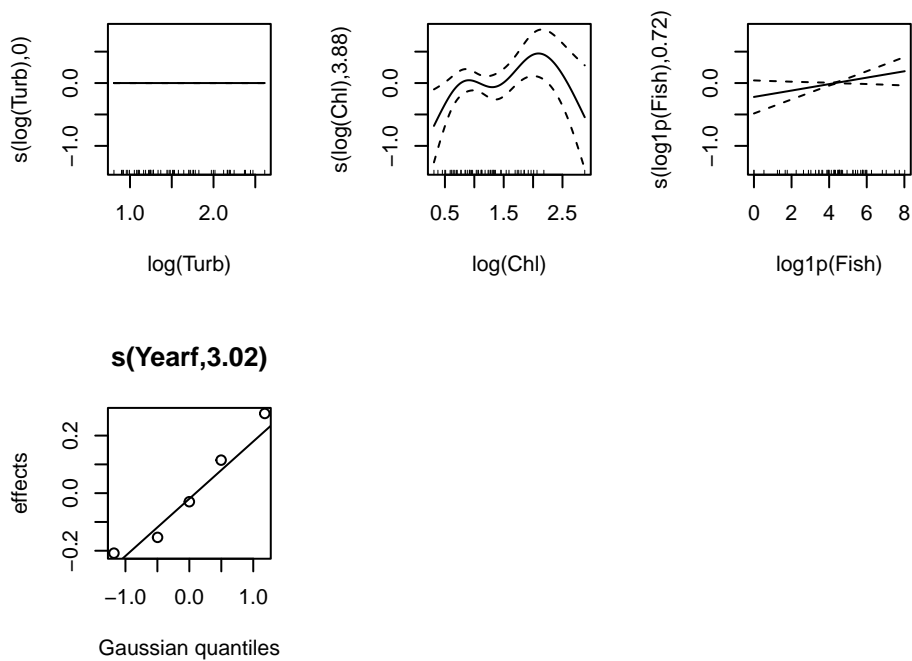 s(log(Turb),0)
0.0
−1.0
1.0 2.0
log(Turb)
s(log(Chl),3.88)
0.0
−1.0
0.5 1.5 2.5
log(Chl)
s(log1p(Fish),0.72)
0.0
−1.0
0 2 4 6 8
log1p(Fish)
s(Yearf,3.02)
effects
0.2
0.0
−0.2
−1.0 0.0 1.0
Gaussian quantiles